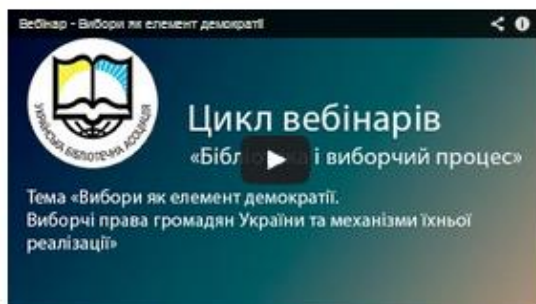 Вебінар - Вибори як елемент демократії
УКРАЇНСЬКА БІБЛІОТЕЧНА АСОЦІАЦІЯ
Цикл вебінарів
«Бібліотека і виборчий процес»
Тема «Вибори як елемент демократії.
Виборчі права громадян України та механізми їхньої
реалізації»